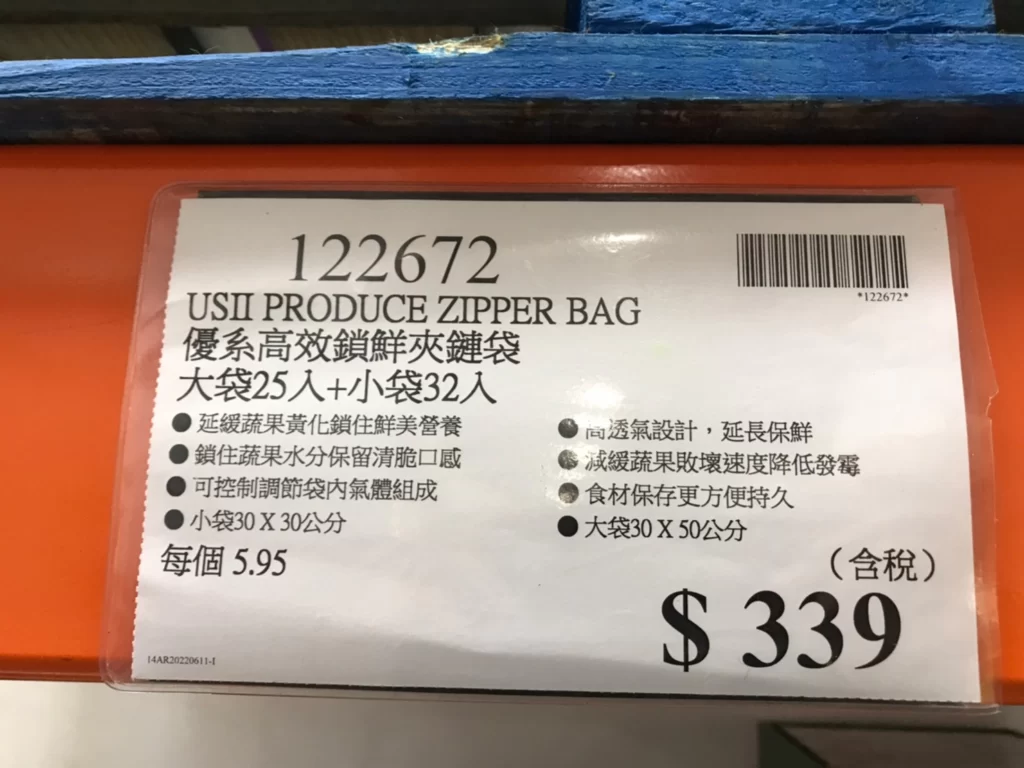 122672
*122672*
USII PRODUCE ZIPPER BAG
優系高效鎖鮮夾鏈袋
大袋25入+小袋32入
● 延緩蔬果黃化鎖住鮮美營養
● 鎖住蔬果水分保留清脆口感
● 可控制調節袋內氣體組成
● 小袋30 X 30公分
● 高透氣設計，延長保鮮
● 減緩蔬果敗壞速度降低發霉
● 食材保存更方便持久
● 大袋30 X 50公分
每個 5.95
（含稅）
$ 339
14AR20220611-I